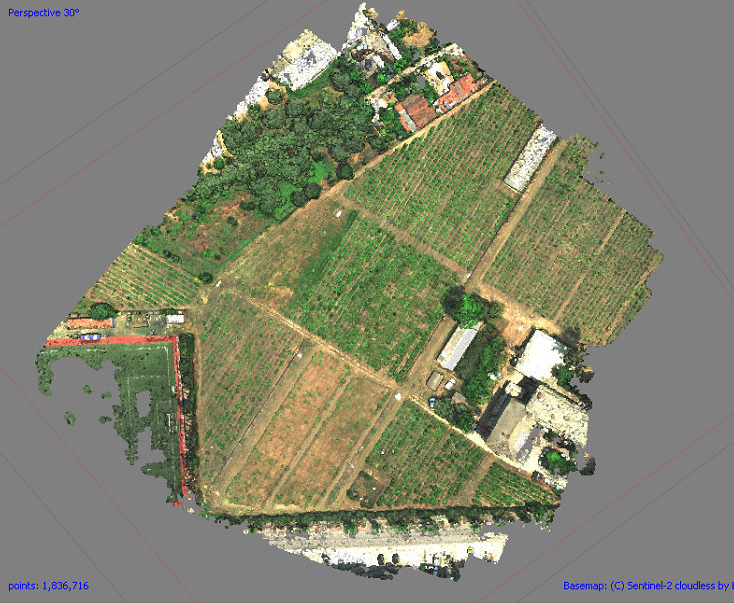 Perspective 30°
points: 1,836,716
Basemap: (C) Sentinel-2 cloudless by